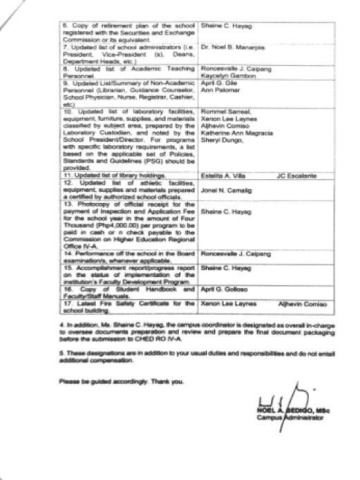 6. Copy of retirement plan of the school
registered with the Securities and Exchange
Commission or its equivalent.
Shaine C. Hayag
7. Updated list of school administrators (i.e.
President, Vice-President (s), Deans,
Department Heads, etc.)
Dr. Noel B. Manarpiis
8. Updated list of Academic Teaching
Personnel
Roncesvalle J. Caipang
Kaycelyn Gambon
9. Updated List/Summary of Non-Academic
Personnel (Librarian, Guidance Counselor,
School Physician, Nurse, Registrar, Cashier,
etc)
April G. Gile
Ann Palomar
10. Updated list of laboratory facilities,
equipment, furniture, supplies, and materials
classified by subject area, prepared by the
Laboratory Custodian, and noted by the
School President/Director. For programs
with specific laboratory requirements, a list
based on the applicable set of Policies,
Standards and Guidelines (PSG) should be
provided.
Rommel Sarreal,
Xenon Lee Laynes
Aljhevin Comiso
Katherine Ann Magracia
Sheryl Dungo,
11. Updated list of library holdings.
Estelita A. Villa JC Escalante
12. Updated list of athletic facilities,
equipment, supplies and materials prepared
a certified by authorized school officials.
Jonel N. Camalig
13. Photocopy of official receipt for the
payment of Inspection and Application Fee
for the school year in the amount of Four
Thousand (Php4,000.00) per program to be
paid in cash or n check payable to the
Commission on Higher Education Regional
Office IV-A.
Shaine C. Hayag
14. Performance off the school in the Board
examination/s, whenever applicable.
Roncesvalle J. Caipang
15. Accomplishment report/progress report
on the status of implementation of the
institution's Faculty Development Program.
Shaine C. Hayag
16. Copy of Student Handbook and
Faculty/Staff Manuals.
April G. Golloso
17. Latest Fire Safety Certificate for the
school building.
Xenon Lee Laynes Aljhevin Comiso
4. In addition, Ms. Shaine C. Hayag, the campus coordinator is designated as overall in-charge
to oversee documents preparation and review and prepare the final document packaging
before the submission to CHED RO IV-A.
5. These designations are in addition to your usual duties and responsibilities and do not entail
additional compensation.
Please be guided accordingly. Thank you.
NOEL A. BEDIGO, MSc
Campus Administrator